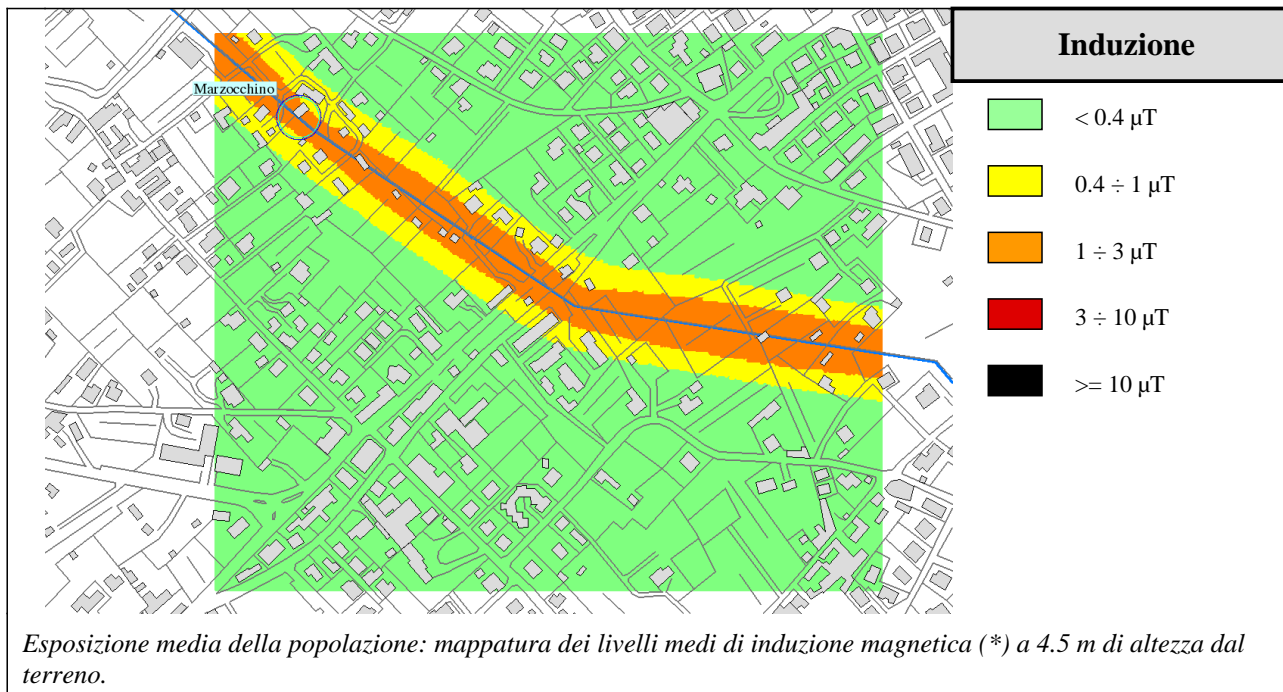 Marzocchino
Induzione
< 0.4 µT
0.4 ÷ 1 µT
1 ÷ 3 µT
3 ÷ 10 µT
>= 10 µT
Esposizione media della popolazione: mappatura dei livelli medi di induzione magnetica (*) a 4.5 m di altezza dal
terreno.